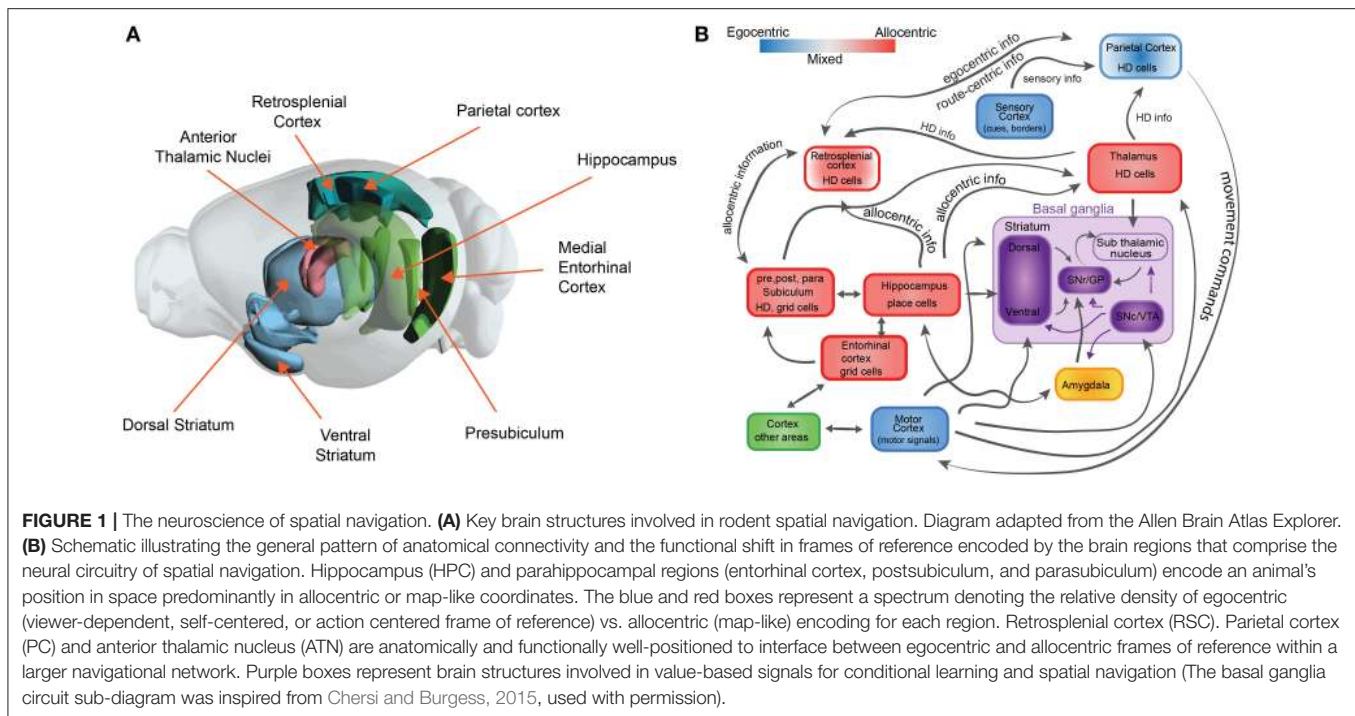 A
Retrosplenial
Cortex
Parietal cortex
Anterior
Thalamic Nuclei
Hippocampus
Medial
Entorhinal
Cortex
Dorsal Striatum
Ventral
Striatum
Presubiculum
B
Egocentric
Allocentric
Mixed
egocentric info
route-centric info
sensory info
Parietal Cortex
HD cells
Sensory
Cortex
(cues, borders)
HD info
HD info
allocentric information
Retrosplenial
cortex
HD cells
Thalamus
HD cells
allocentric info
allocentric
info
movement commands
Basal ganglia
Striatum
Dorsal
Ventral
Sub thalamic
nucleus
SNr/GP
SNc/VTA
pre,post, para
Subiculum
HD, grid cells
Hippocampus
place cells
Entorhinal
cortex
grid cells
Amygdala
Cortex
other areas
Motor
Cortex
(motor signals)
FIGURE 1 | The neuroscience of spatial navigation. (A) Key brain structures involved in rodent spatial navigation. Diagram adapted from the Allen Brain Atlas Explorer.
(B) Schematic illustrating the general pattern of anatomical connectivity and the functional shift in frames of reference encoded by the brain regions that comprise the
neural circuitry of spatial navigation. Hippocampus (HPC) and parahippocampal regions (entorhinal cortex, postsubiculum, and parasubiculum) encode an animal's
position in space predominantly in allocentric or map-like coordinates. The blue and red boxes represent a spectrum denoting the relative density of egocentric
(viewer-dependent, self-centered, or action centered frame of reference) vs. allocentric (map-like) encoding for each region. Retrosplenial cortex (RSC). Parietal cortex
(PC) and anterior thalamic nucleus (ATN) are anatomically and functionally well-positioned to interface between egocentric and allocentric frames of reference within a
larger navigational network. Purple boxes represent brain structures involved in value-based signals for conditional learning and spatial navigation (The basal ganglia
circuit sub-diagram was inspired from Chersi and Burgess, 2015, used with permission).